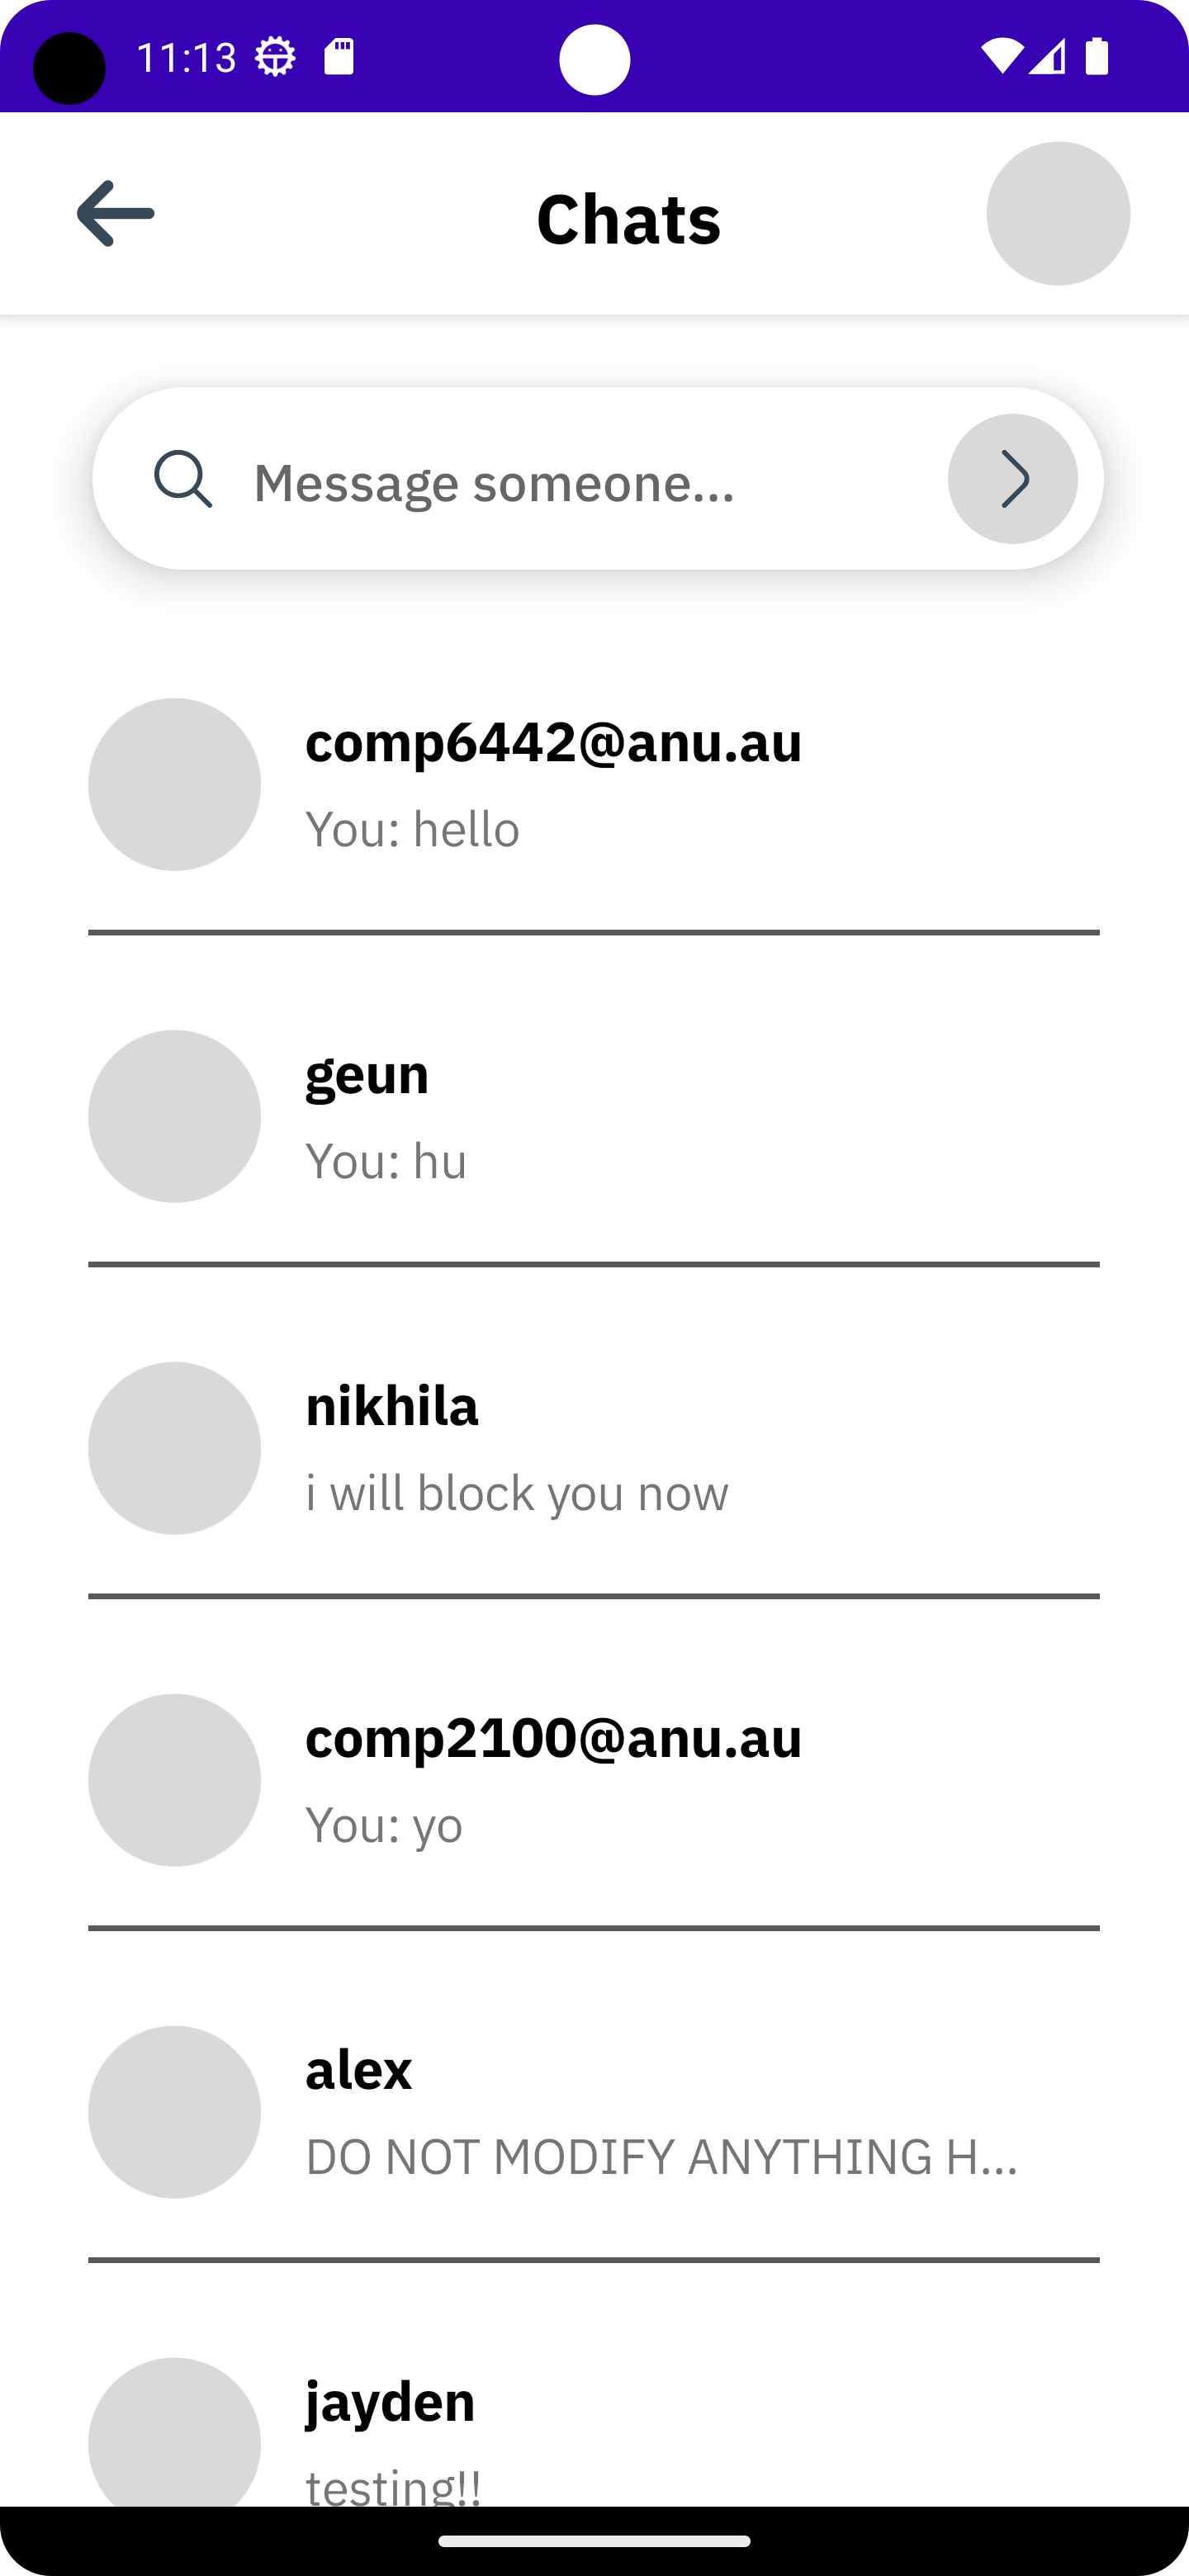 11:13
Chats
Message someone...
comp6442@anu.au
You: hello
geun
You: hu
nikhila
i will block you now
comp2100@anu.au
You: yo
alex
DO NOT MODIFY ANYTHING H...
jayden
testing!!